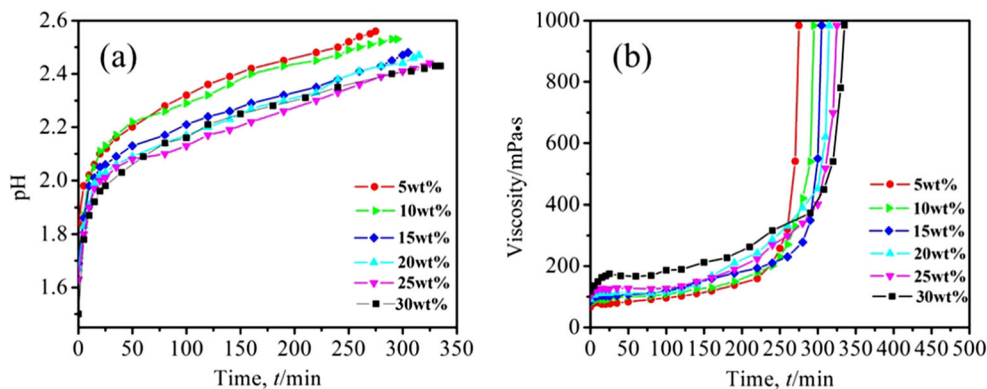 (a)
pH
2.6
2.4
2.2
2.0
1.8
1.6
5wt%
10wt%
15wt%
20wt%
25wt%
30wt%
0 50 100 150 200 250 300 350
Time, t/min
(b)
Viscosity/mPa•s
1000
800
600
400
200
0
5wt%
10wt%
15wt%
20wt%
25wt%
30wt%
0 50 100 150 200 250 300 350 400 450 500
Time, t/min